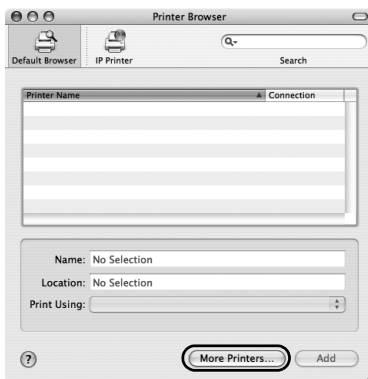 Printer Browser
Default Browser
IP Printer
Search
Printer Name
Connection
Name: No Selection
Location: No Selection
Print Using:
? More Printers... Add